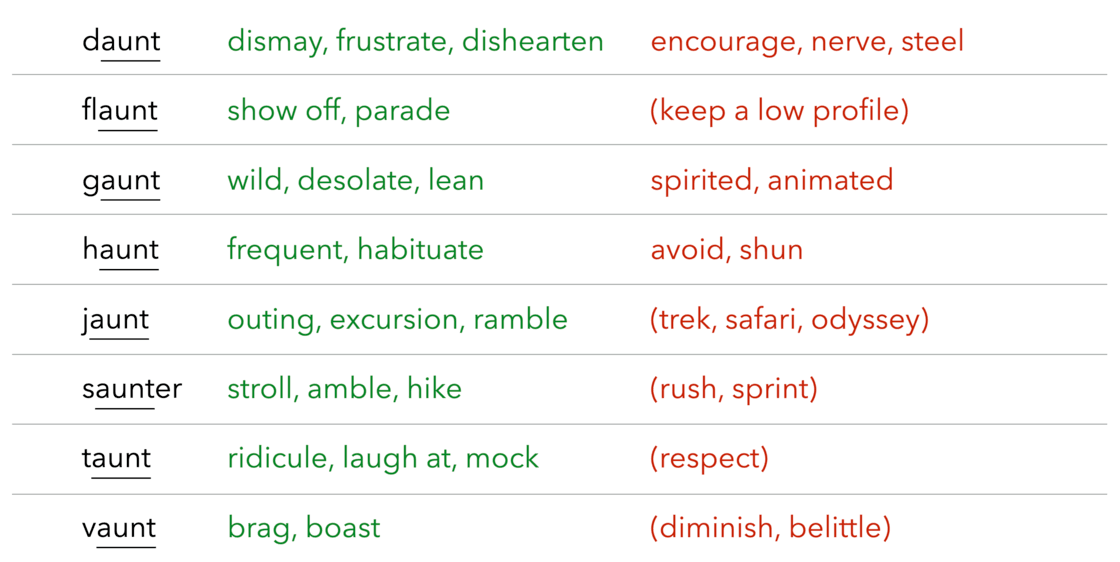 daunt dismay, frustrate, dishearten encourage, nerve, steel
flaunt show off, parade (keep a low profile)
gaunt wild, desolate, lean spirited, animated
haunt frequent, habituate avoid, shun
jaunt outing, excursion, ramble (trek, safari, odyssey)
saunter stroll, amble, hike (rush, sprint)
taunt ridicule, laugh at, mock (respect)
vaunt brag, boast (diminish, belittle)